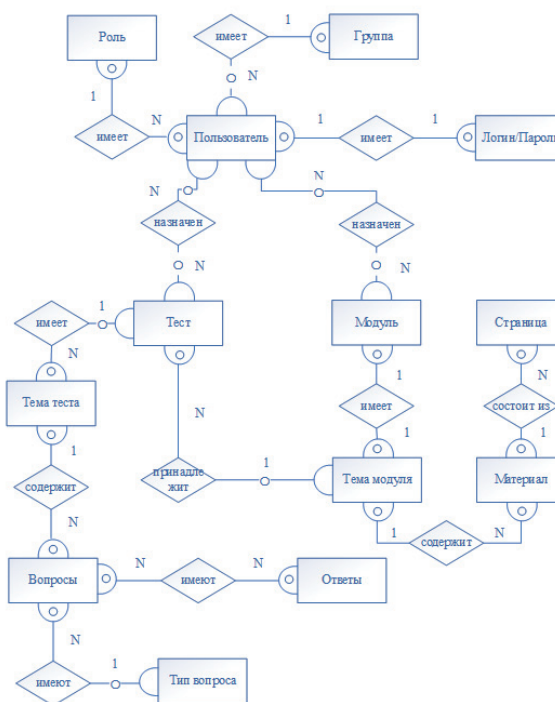 Роль
имеет
1
Группа
1
N
имеет
N
Пользователь
1
имеет
1
Логин/Пароль
N
N
назначен
назначен
N
N
имеет
1
Тест
Модуль
Страница
N
1
N
Тема теста
имеет
состоит из
1
N
1
1
содержит
принадле
жит
1
Тема модуля
Материал
N
1
содержит
N
Вопросы
N
имеют
N
Ответы
N
1
имеют
Тип вопроса